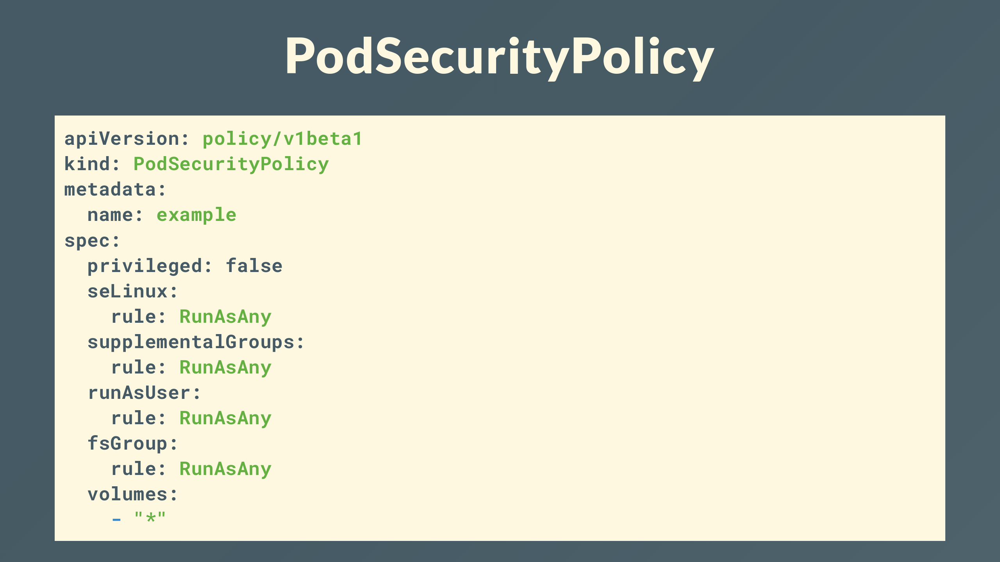 PodSecurityPolicy
apiVersion: policy/v1beta1
kind: PodSecurityPolicy
metadata:
  name: example
spec:
  privileged: false
  seLinux:
    rule: RunAsAny
  supplementalGroups:
    rule: RunAsAny
  runAsUser:
    rule: RunAsAny
  fsGroup:
    rule: RunAsAny
  volumes:
    - "*"